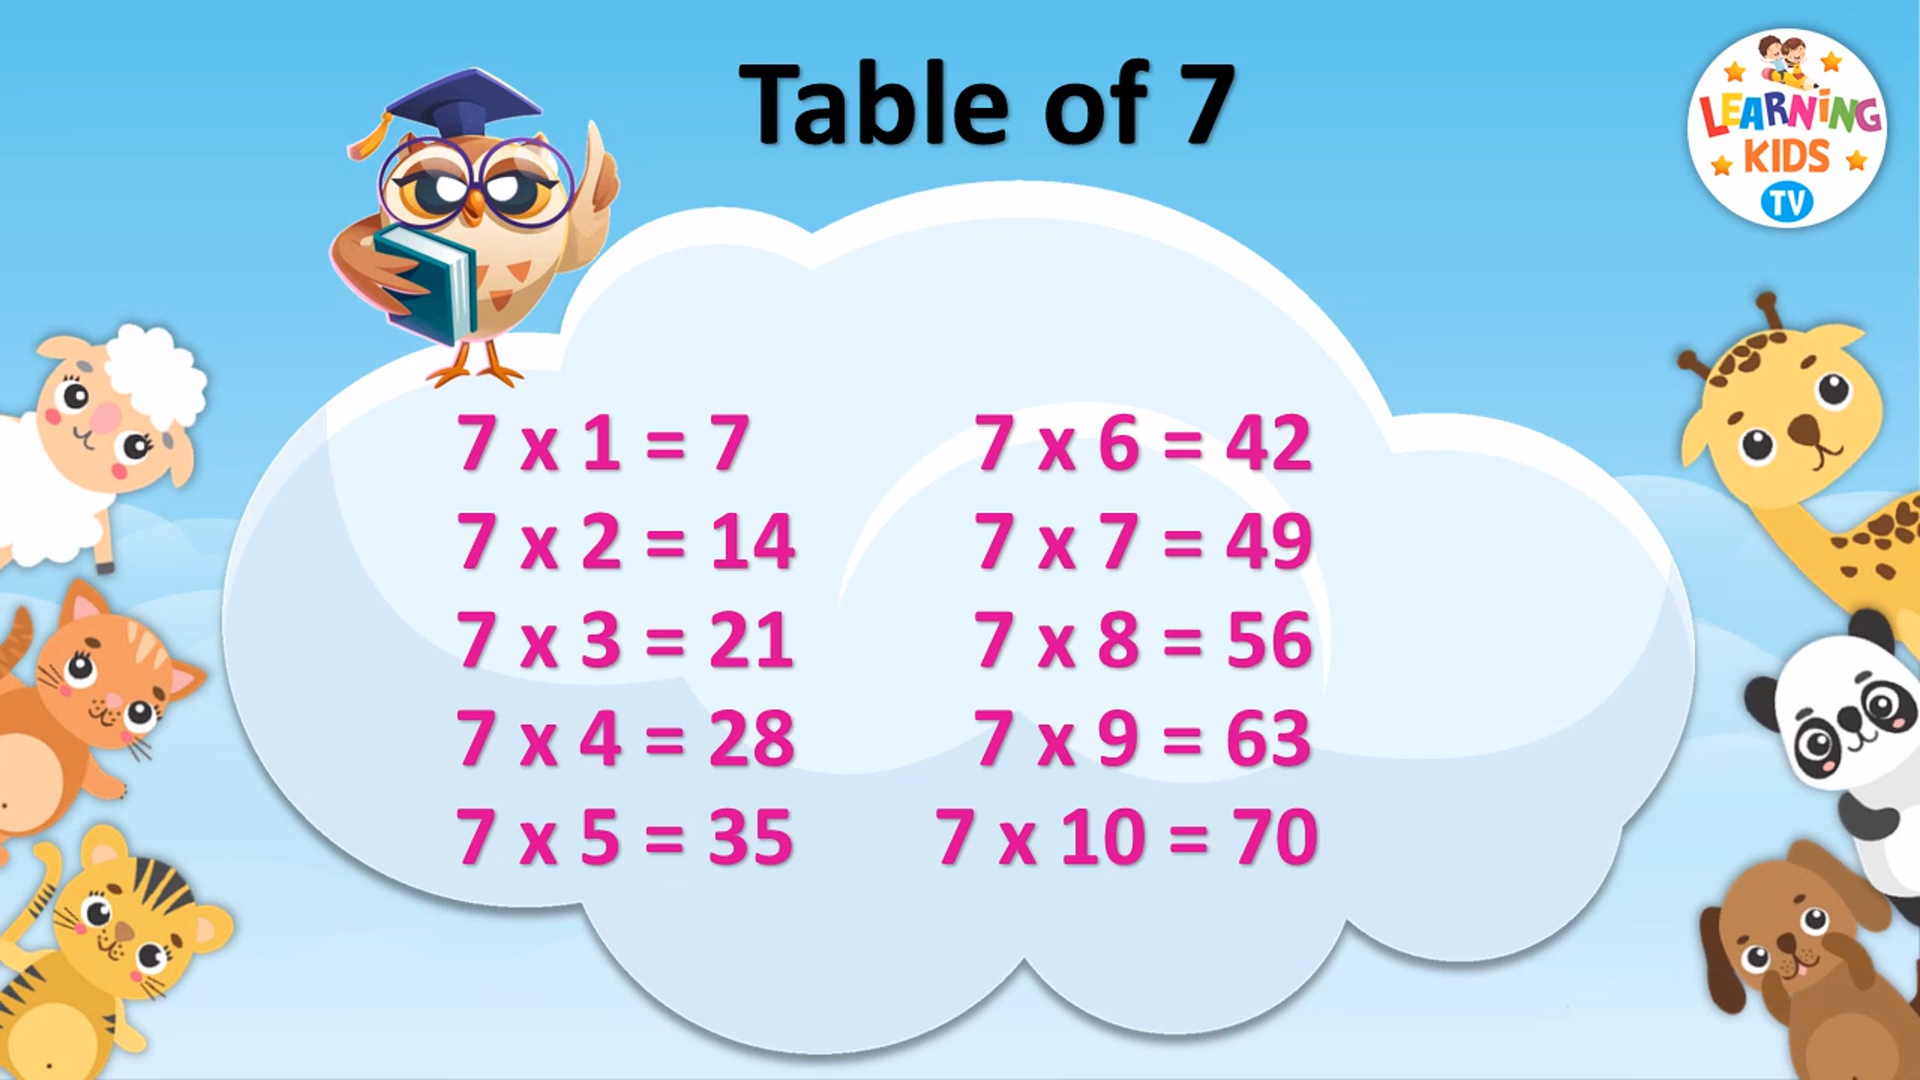 Table of 7
LEARNiNG
KIDS
TV
7 x 1 = 7
7 x 2 = 14
7 x 3 = 21
7 x 4 = 28
7 x 5 = 35
7 x 6 = 42
7 x 7 = 49
7 x 8 = 56
7 x 9 = 63
7 x 10 = 70